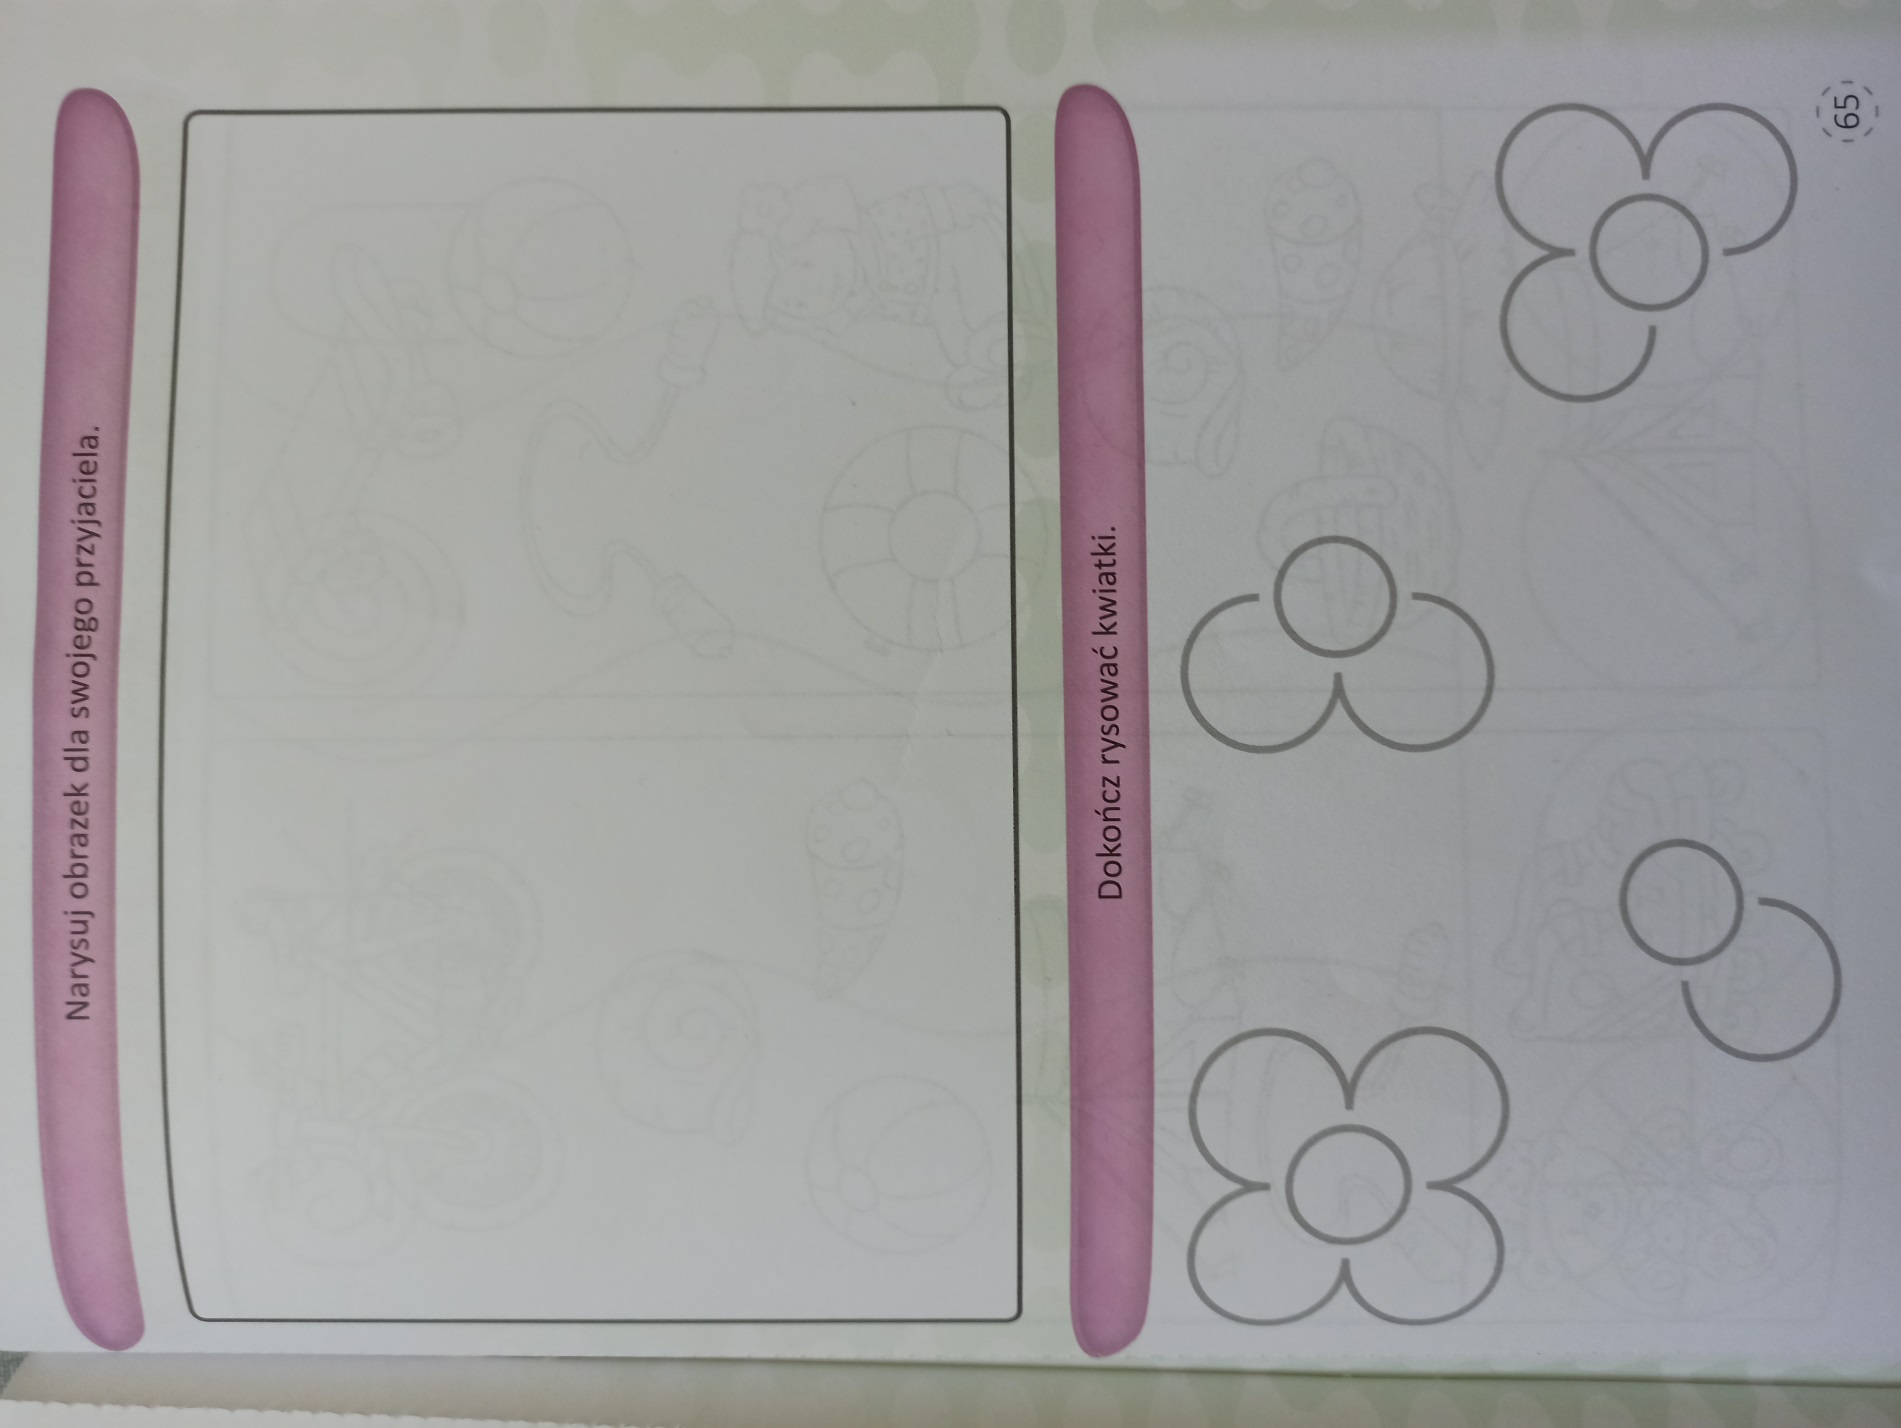 Narysuj obrazek dla swojego przyjaciela.
Dokończ rysować kwiatki.
65